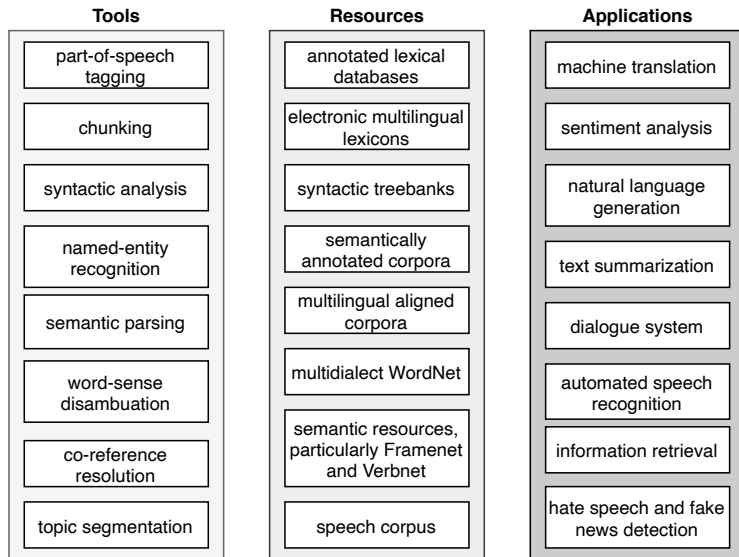 Tools
part-of-speech
tagging
chunking
syntactic analysis
named-entity
recognition
semantic parsing
word-sense
disambuation
co-reference
resolution
topic segmentation
Resources
annotated lexical
databases
electronic multilingual
lexicons
syntactic treebanks
semantically
annotated corpora
multilingual aligned
corpora
multidialect WordNet
semantic resources,
particularly Framenet
and Verbnet
speech corpus
Applications
machine translation
sentiment analysis
natural language
generation
text summarization
dialogue system
automated speech
recognition
information retrieval
hate speech and fake
news detection